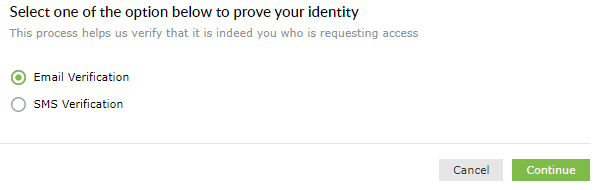 Select one of the option below to prove your identity
This process helps us verify that it is indeed you who is requesting access
Email Verification
SMS Verification
Cancel Continue